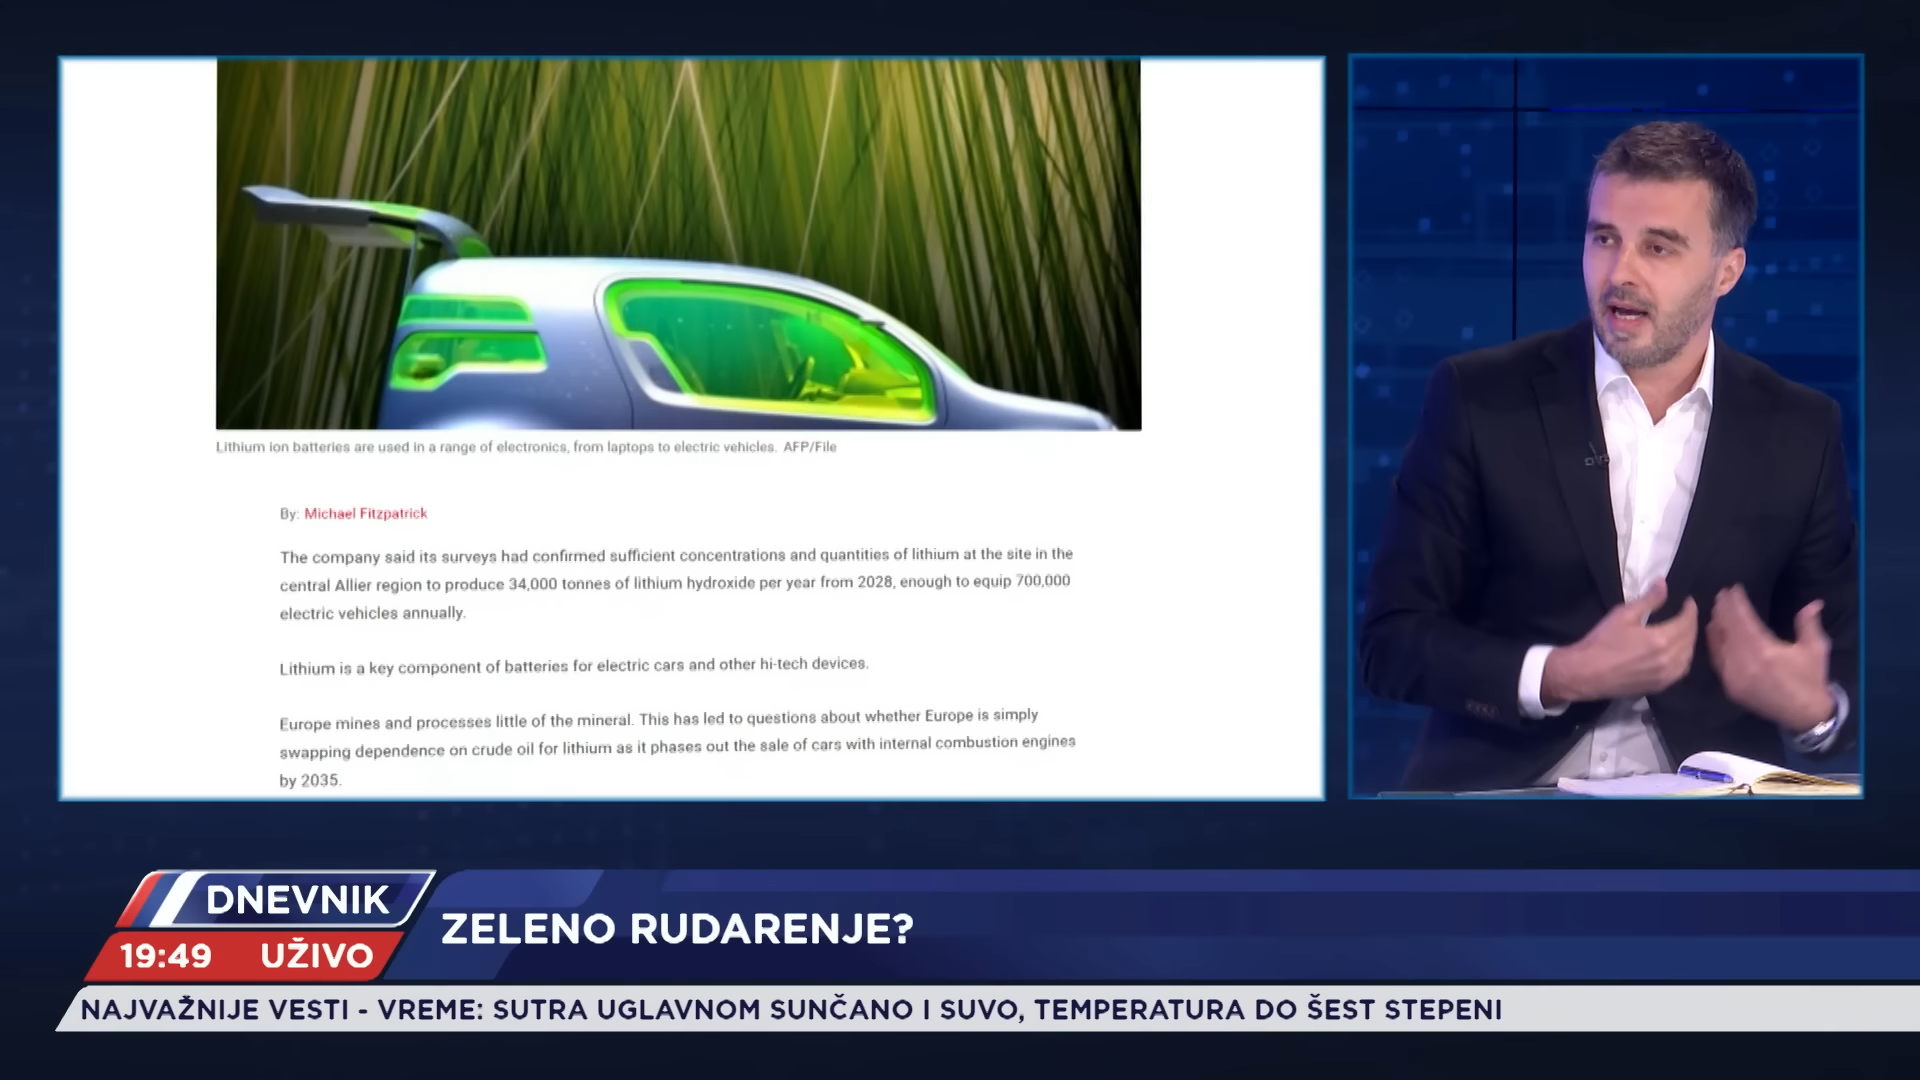 Lithium ion batteries are used in a range of electronics, from laptops to electric vehicles. AFP/File
By: Michael Fitzpatrick
The company said its surveys had confirmed sufficient concentrations and quantities of lithium at the site in the
central Allier region to produce 34,000 tonnes of lithium hydroxide per year from 2028, enough to equip 700,000
electric vehicles annually.
Lithium is a key component of batteries for electric cars and other hi-tech devices.
Europe mines and processes little of the mineral. This has led to questions about whether Europe is simply
swapping dependence on crude oil for lithium as it phases out the sale of cars with internal combustion engines
by 2035.
DNEVNIK
19:49 UŽIVO
ZELENO RUDARENJE?
NAJVAŽNIJE VESTI - VREME: SUTRA UGLAVNOM SUNČANO I SUVO, TEMPERATURA DO ŠEST STEPENI